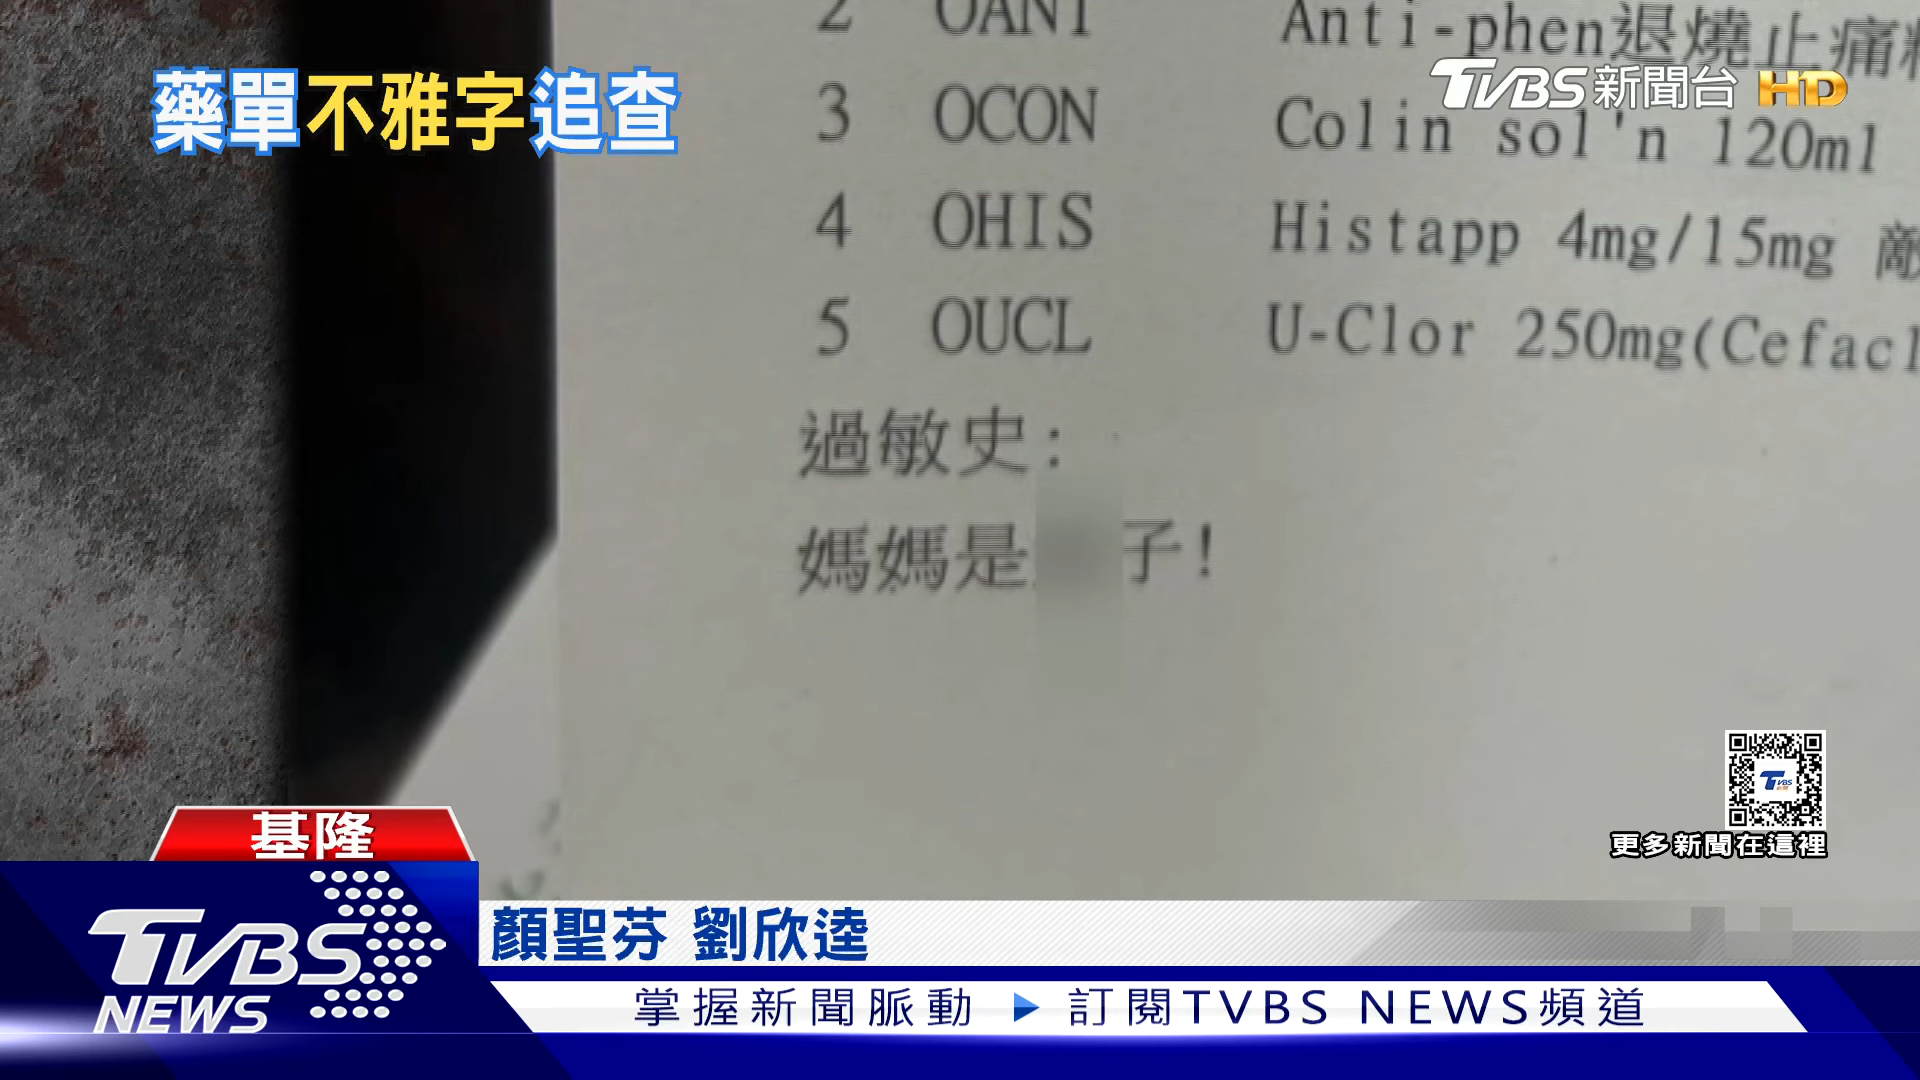 藥單不雅字追查
TVBS新聞台 HD
2 OANT Anti-phen退燒止痛
3 OCON Colin sol'n 120ml
4 OHIS Histapp 4mg/15mg
5 OUCL U-Clor 250mg(Cefacl
過敏史:
媽媽是 子!
TVBS
更多新聞在這裡
基隆
TVBS NEWS
顏聖芬 劉欣逵
掌握新聞脈動 ▶ 訂閱TVBS NEWS頻道